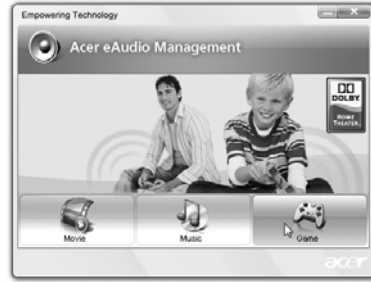 Empowering Technology
Acer eAudio Management
DOLBY
HOME
THEATER
Movie
Music
Game
acer